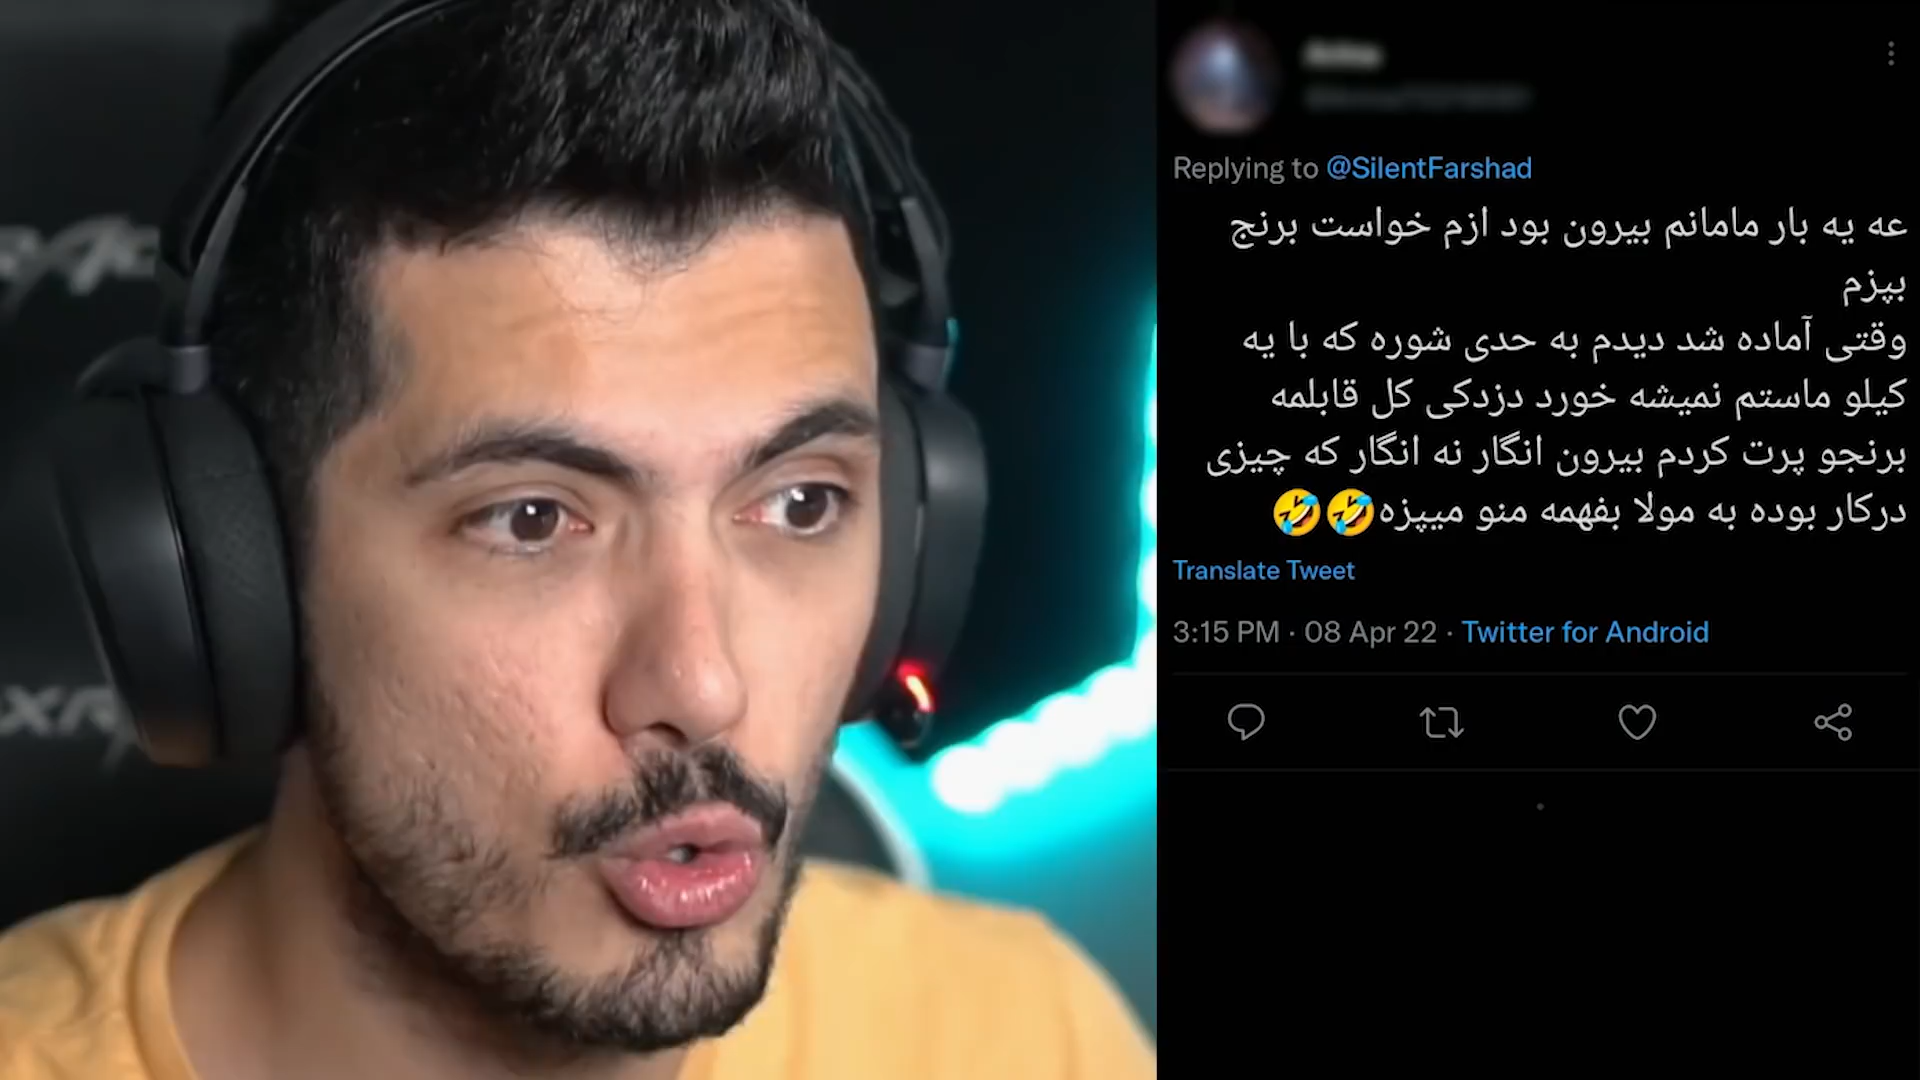 Replying to @SilentFarshad
عه یه بار مامانم بیرون بود ازم خواست برنج
بپزم
وقتی آماده شد دیدم به حدی شوره که با یه
کیلو ماستم نمیشه خورد دزدکی کل قابلمه
برنجو پرت کردم بیرون انگار نه انگار که چیزی
درکار بوده به مولا بفهمه منو میپزه🤣🤣
Translate Tweet
3:15 PM · 08 Apr 22 · Twitter for Android